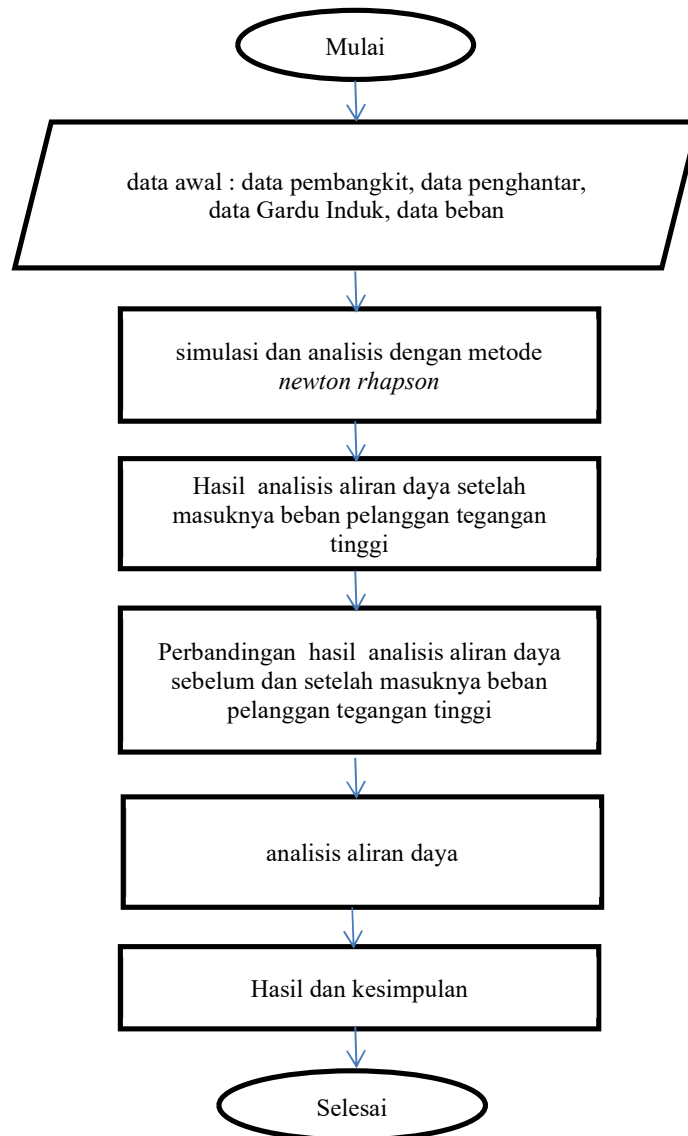 Mulai
data awal : data pembangkit, data penghantar,
data Gardu Induk, data beban
simulasi dan analisis dengan metode
newton rhapson
Hasil  analisis aliran daya setelah
masuknya beban pelanggan tegangan
tinggi
Perbandingan  hasil  analisis aliran daya
sebelum dan setelah masuknya beban
pelanggan tegangan tinggi
analisis aliran daya
Hasil dan kesimpulan
Selesai